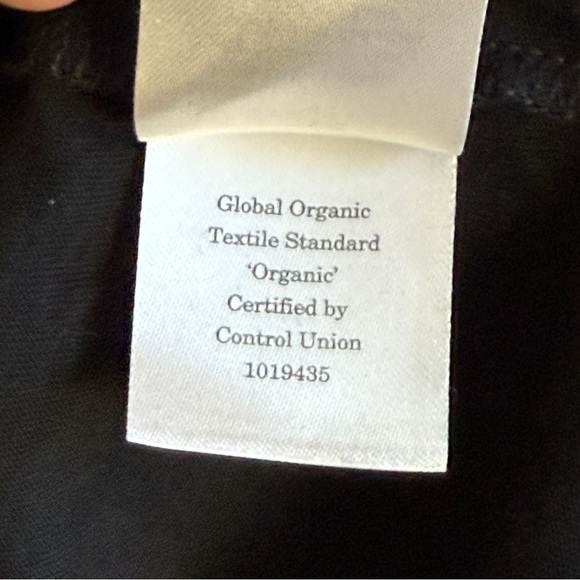 Global Organic
Textile Standard
‘Organic’
Certified by
Control Union
1019435